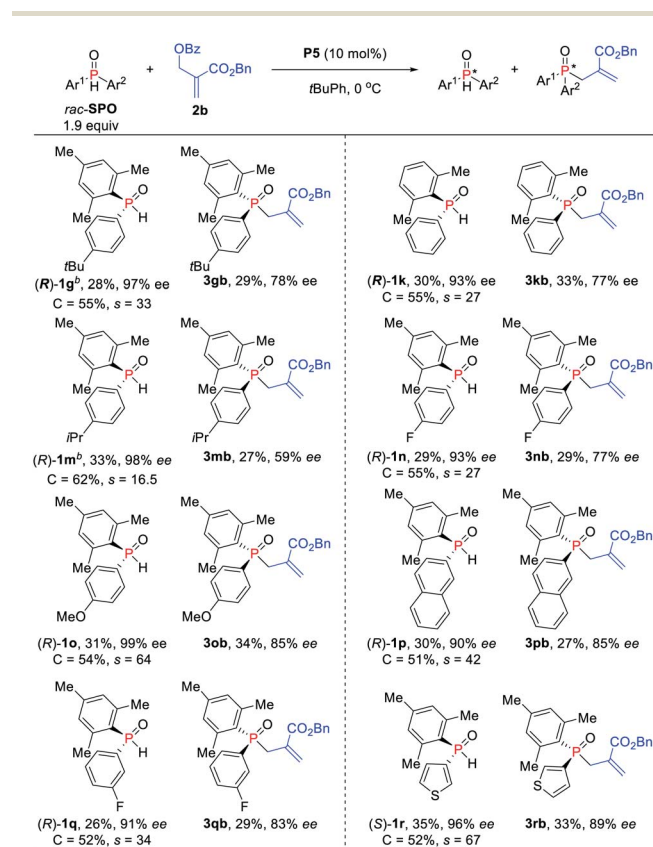 O
Ar¹-P-Ar²
H
rac-SPO
1.9 equiv
+
OBz
CO₂Bn
2b
P5 (10 mol%)
tBuPh, 0 °C
O
Ar¹-P*-Ar²
H
+
O
Ar¹-P*
Ar²
CO₂Bn
Me
Me
O
P
Me
H
tBu
Me
Me
O
P
Me
CO₂Bn
tBu
(R)-1gᵇ, 28%, 97% ee
C = 55%, s = 33
3gb, 29%, 78% ee
Me
O
P
Me
H
Me
O
P
Me
CO₂Bn
(R)-1k, 30%, 93% ee
C = 55%, s = 27
3kb, 33%, 77% ee
Me
Me
O
P
Me
H
iPr
Me
Me
O
P
Me
CO₂Bn
iPr
(R)-1mᵇ, 33%, 98% ee
C = 62%, s = 16.5
3mb, 27%, 59% ee
Me
Me
O
P
Me
H
F
Me
Me
O
P
Me
CO₂Bn
F
(R)-1n, 29%, 93% ee
C = 55%, s = 27
3nb, 29%, 77% ee
Me
Me
O
P
Me
H
MeO
Me
Me
O
P
Me
CO₂Bn
MeO
(R)-1o, 31%, 99% ee
C = 54%, s = 64
3ob, 34%, 85% ee
Me
Me
O
P
Me
H
Me
Me
O
P
Me
CO₂Bn
(R)-1p, 30%, 90% ee
C = 51%, s = 42
3pb, 27%, 85% ee
Me
Me
O
P
Me
H
F
Me
Me
O
P
Me
CO₂Bn
F
(R)-1q, 26%, 91% ee
C = 52%, s = 34
3qb, 29%, 83% ee
Me
Me
O
P
Me
H
S
Me
Me
O
P
Me
CO₂Bn
S
(S)-1r, 35%, 96% ee
C = 52%, s = 67
3rb, 33%, 89% ee